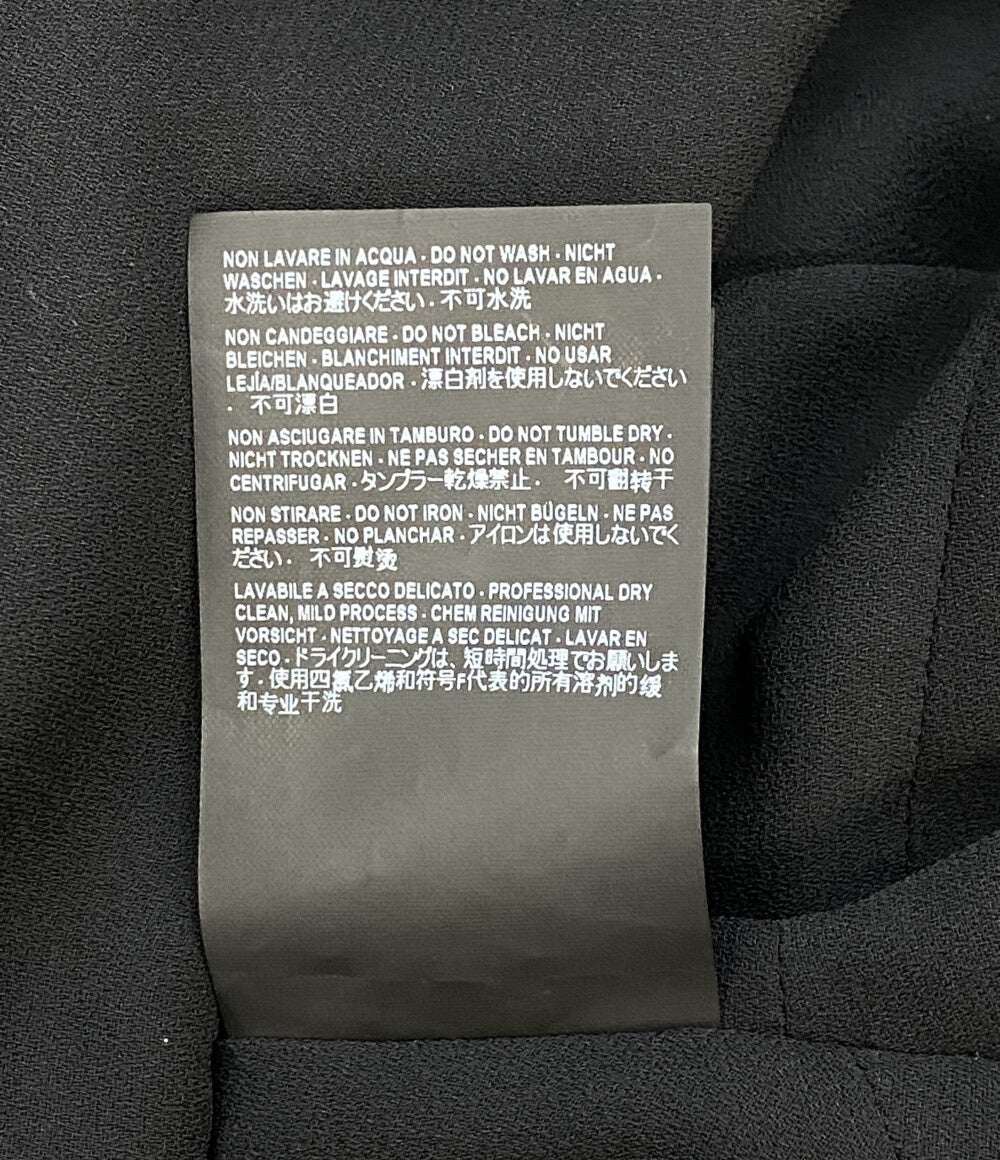 NON LAVARE IN ACQUA - DO NOT WASH - NICHT
WASCHEN - LAVAGE INTERDIT - NO LAVAR EN AGUA -
水洗いはお避けください - 不可水洗
NON CANDEGGIARE - DO NOT BLEACH - NICHT
BLEICHEN - BLANCHIMENT INTERDIT - NO USAR
LEJÍA/BLANQUEADOR - 漂白剤を使用しないでください
- 不可漂白
NON ASCIUGARE IN TAMBURO - DO NOT TUMBLE DRY -
NICHT TROCKNEN - NE PAS SECHER EN TAMBOUR - NO
CENTRIFUGAR - タンブラー乾燥禁止 - 不可翻转干
NON STIRARE - DO NOT IRON - NICHT BÜGELN - NE PAS
REPASSER - NO PLANCHAR - アイロンは使用しないでく
ださい - 不可熨烫
LAVABILE A SECCO DELICATO - PROFESSIONAL DRY
CLEAN, MILD PROCESS - CHEM REINIGUNG MIT
VORSICHT - NETTOYAGE A SEC DELICAT - LAVAR EN
SECO - ドライクリーニングは、短時間処理でお願いしま
す - 使用四氯乙烯和符号F代表的所有溶剂的缓
和专业干洗